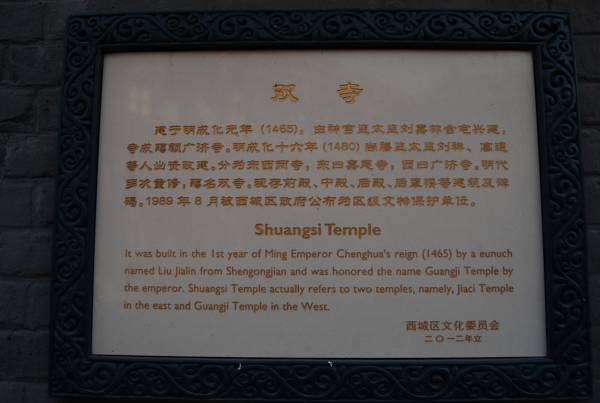 双寺
建于明成化元年（1465），由神宫监太监刘嘉林舍宅兴建，
寺成赐额广济寺。明成化十六年（1480）御马监太监刘祥、高通
等人出资改建。分为东西两寺，东曰嘉慈寺，西曰广济寺。明代
多次重修，赐名双寺。现存前殿、中殿、后殿、后罩楼等建筑及碑
碣。1989年8月被西城区政府公布为区级文物保护单位。
Shuangsi Temple
It was built in the 1st year of Ming Emperor Chenghua's reign (1465) by a eunuch
named Liu Jialin from Shengongjian and was honored the name Guangji Temple by
the emperor. Shuangsi Temple actually refers to two temples, namely, Jiaci Temple
in the east and Guangji Temple in the West.
西城区文化委员会
二〇一二年立